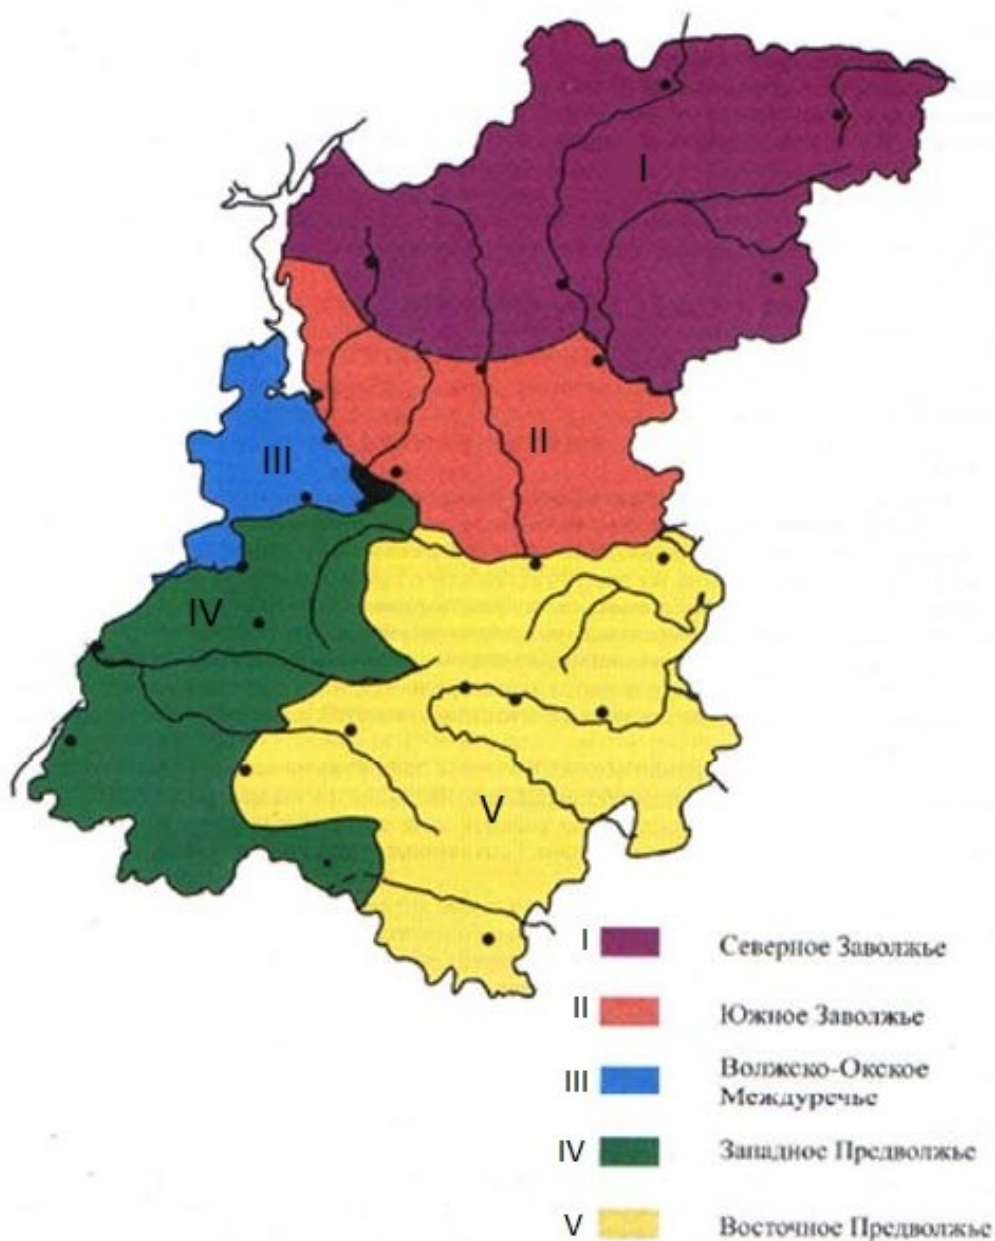 I
II
III
IV
V
I Северное Заволжье
II Южное Заволжье
III Волжско-Окское
Междуречье
IV Западное Предволжье
V Восточное Предволжье